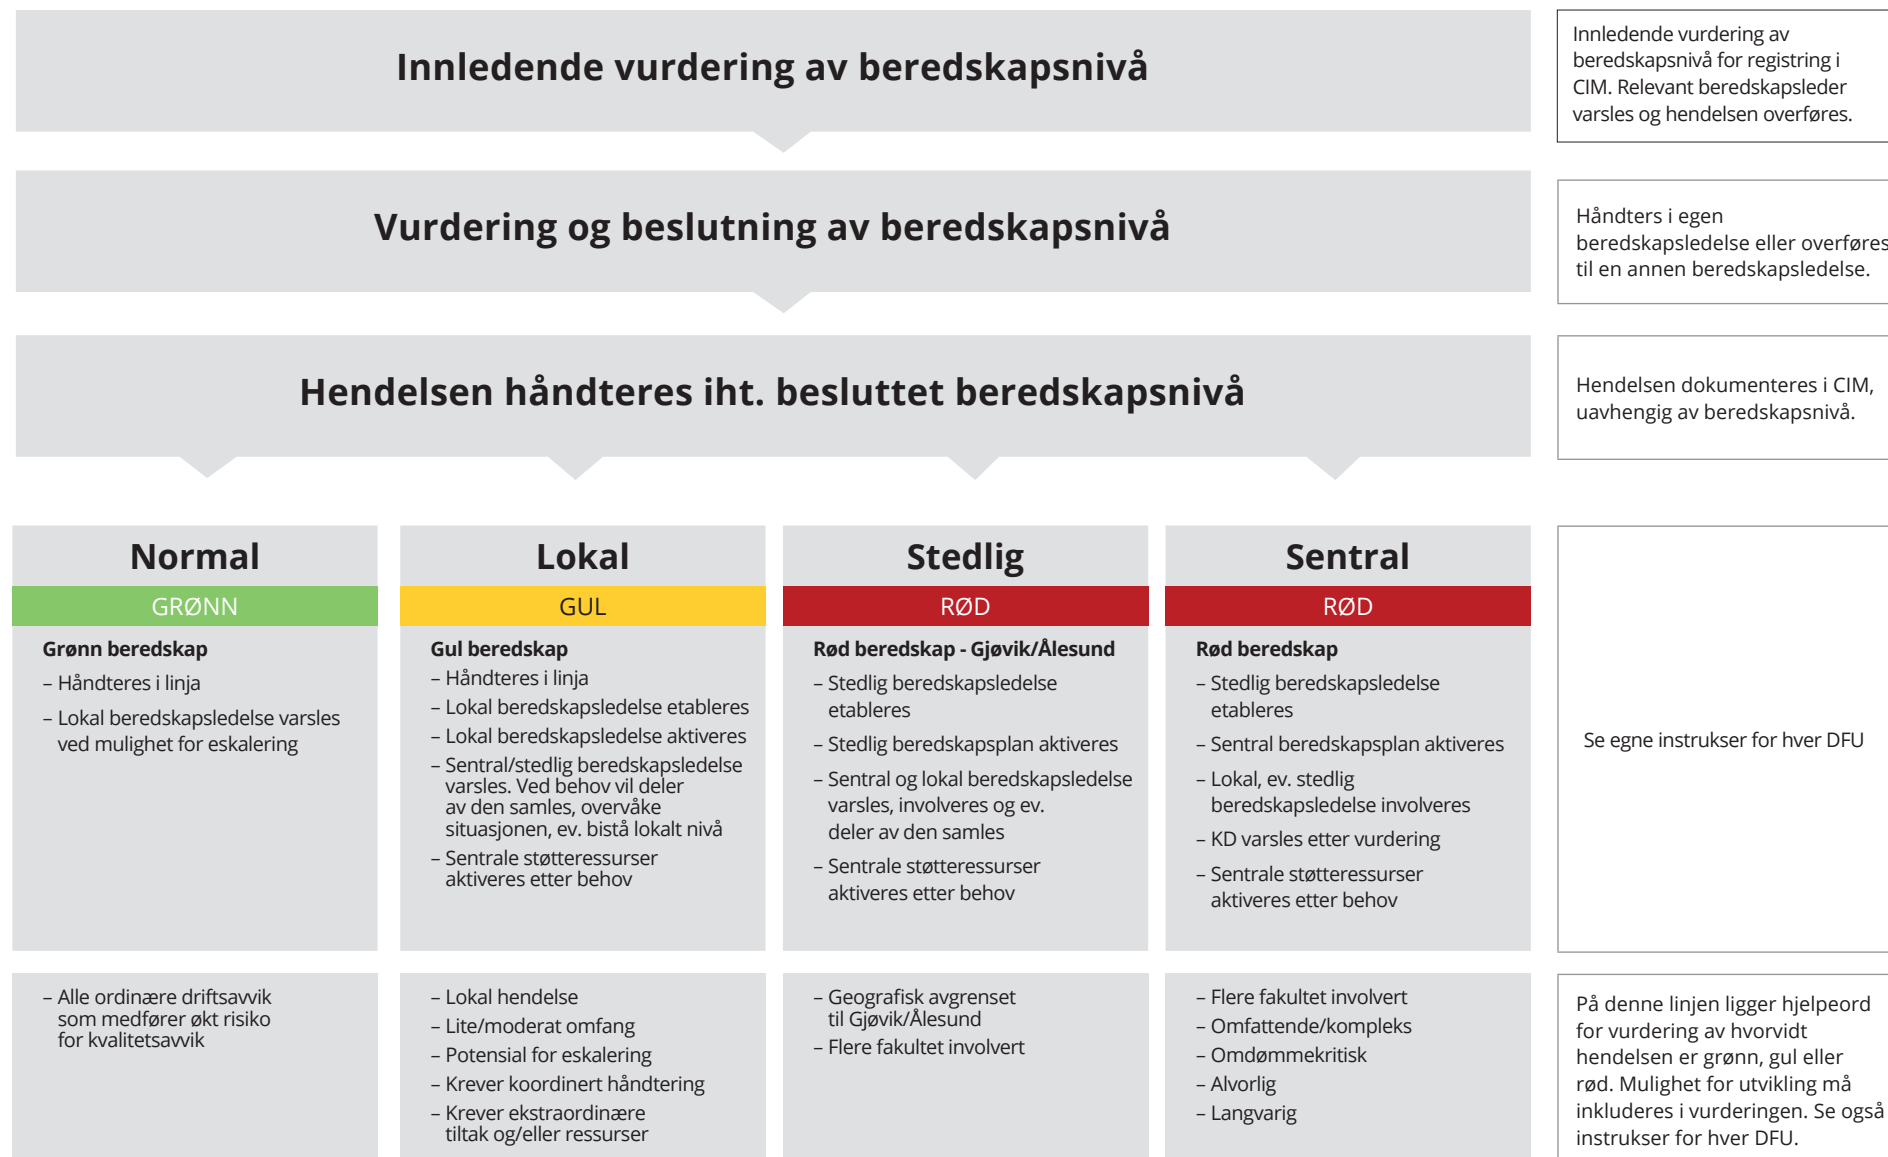 Innledende vurdering av beredskapsnivå
Innledende vurdering av
beredskapsnivå for registring i
CIM. Relevant beredskapsleder
varsles og hendelsen overføres.
Vurdering og beslutning av beredskapsnivå
Håndters i egen
beredskapsledelse eller overføres
til en annen beredskapsledelse.
Hendelsen håndteres iht. besluttet beredskapsnivå
Hendelsen dokumenteres i CIM,
uavhengig av beredskapsnivå.
Normal
GRØNN
Grønn beredskap
– Håndteres i linja
– Lokal beredskapsledelse varsles
ved mulighet for eskalering
Lokal
GUL
Gul beredskap
– Håndteres i linja
– Lokal beredskapsledelse etableres
– Lokal beredskapsledelse aktiveres
– Sentral/stedlig beredskapsledelse
varsles. Ved behov vil deler
av den samles, overvåke
situasjonen, ev. bistå lokalt nivå
– Sentrale støtteressurser
aktiveres etter behov
Stedlig
RØD
Rød beredskap - Gjøvik/Ålesund
– Stedlig beredskapsledelse
etableres
– Stedlig beredskapsplan aktiveres
– Sentral og lokal beredskapsledelse
varsles, involveres og ev.
deler av den samles
– Sentrale støtteressurser
aktiveres etter behov
Sentral
RØD
Rød beredskap
– Stedlig beredskapsledelse
etableres
– Sentral beredskapsplan aktiveres
– Lokal, ev. stedlig
beredskapsledelse involveres
– KD varsles etter vurdering
– Sentrale støtteressurser
aktiveres etter behov
Se egne instrukser for hver DFU
– Alle ordinære driftsavvik
som medfører økt risiko
for kvalitetsavvik
– Lokal hendelse
– Lite/moderat omfang
– Potensial for eskalering
– Krever koordinert håndtering
– Krever ekstraordinære
tiltak og/eller ressurser
– Geografisk avgrenset
til Gjøvik/Ålesund
– Flere fakultet involvert
– Flere fakultet involvert
– Omfattende/kompleks
– Omdømmekritisk
– Alvorlig
– Langvarig
På denne linjen ligger hjelpeord
for vurdering av hvorvidt
hendelsen er grønn, gul eller
rød. Mulighet for utvikling må
inkluderes i vurderingen. Se også
instrukser for hver DFU.